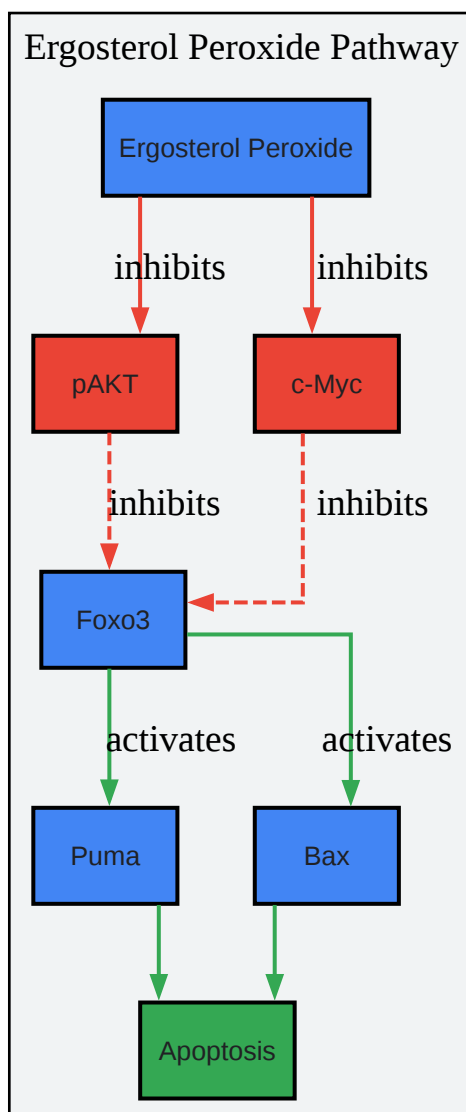 Ergosterol Peroxide Pathway
Ergosterol Peroxide
inhibits
inhibits
pAKT
c-Myc
inhibits
inhibits
Foxo3
activates
activates
Puma
Bax
Apoptosis